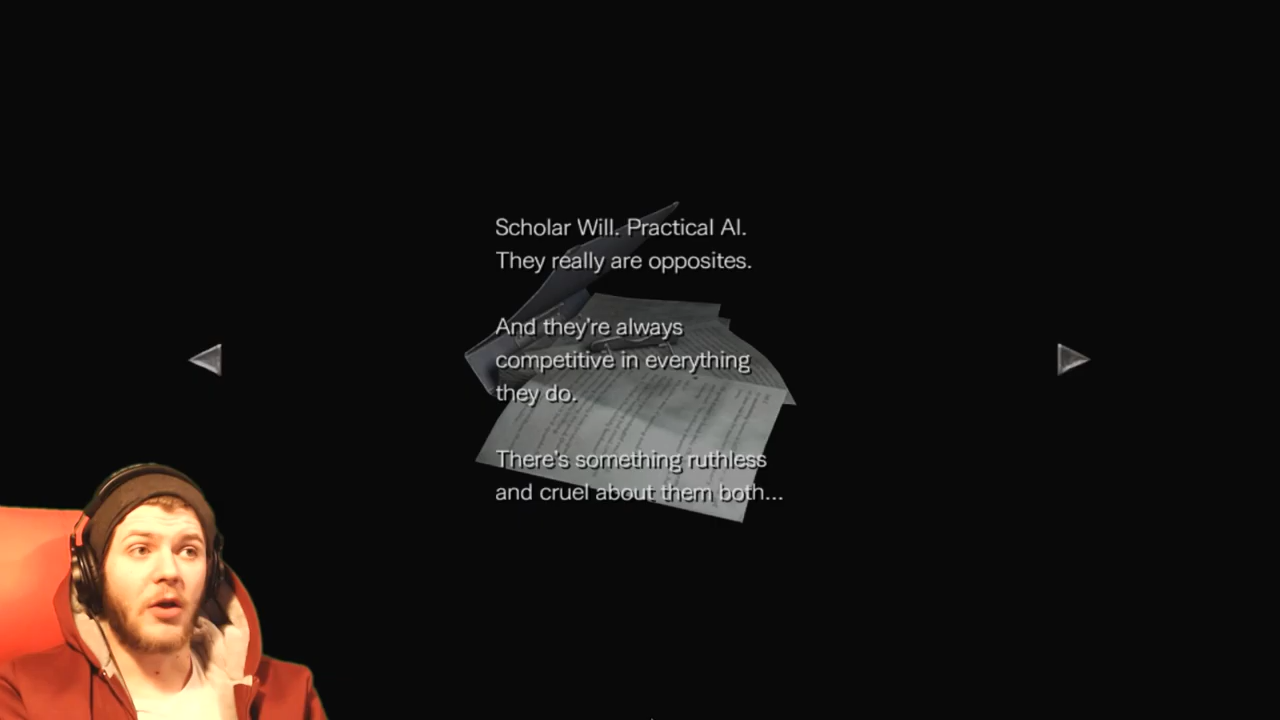 Scholar Will. Practical Al.
They really are opposites.
And they're always
competitive in everything
they do.
There's something ruthless
and cruel about them both...